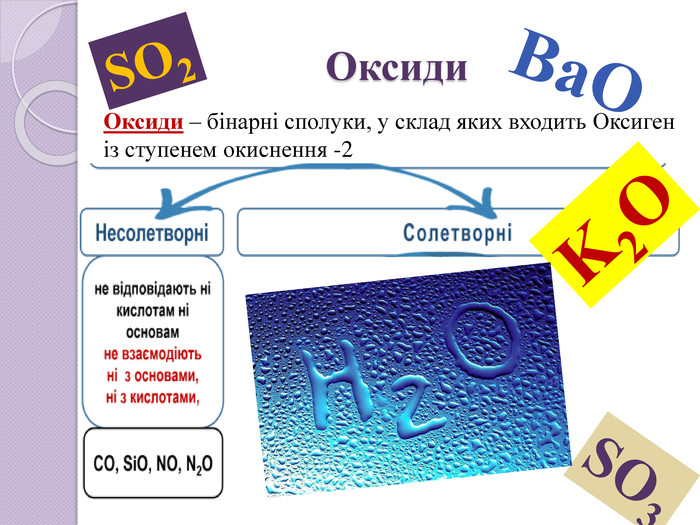 SO₂
Оксиди
BaO
Оксиди – бінарні сполуки, у склад яких входить Оксиген
із ступенем окиснення -2
K₂O
Несолетворні
Солетворні
не відповідають ні
кислотам ні
основам
не взаємодіють
ні з основами,
ні з кислотами,
H₂O
CO, SiO, NO, N₂O
SO₃